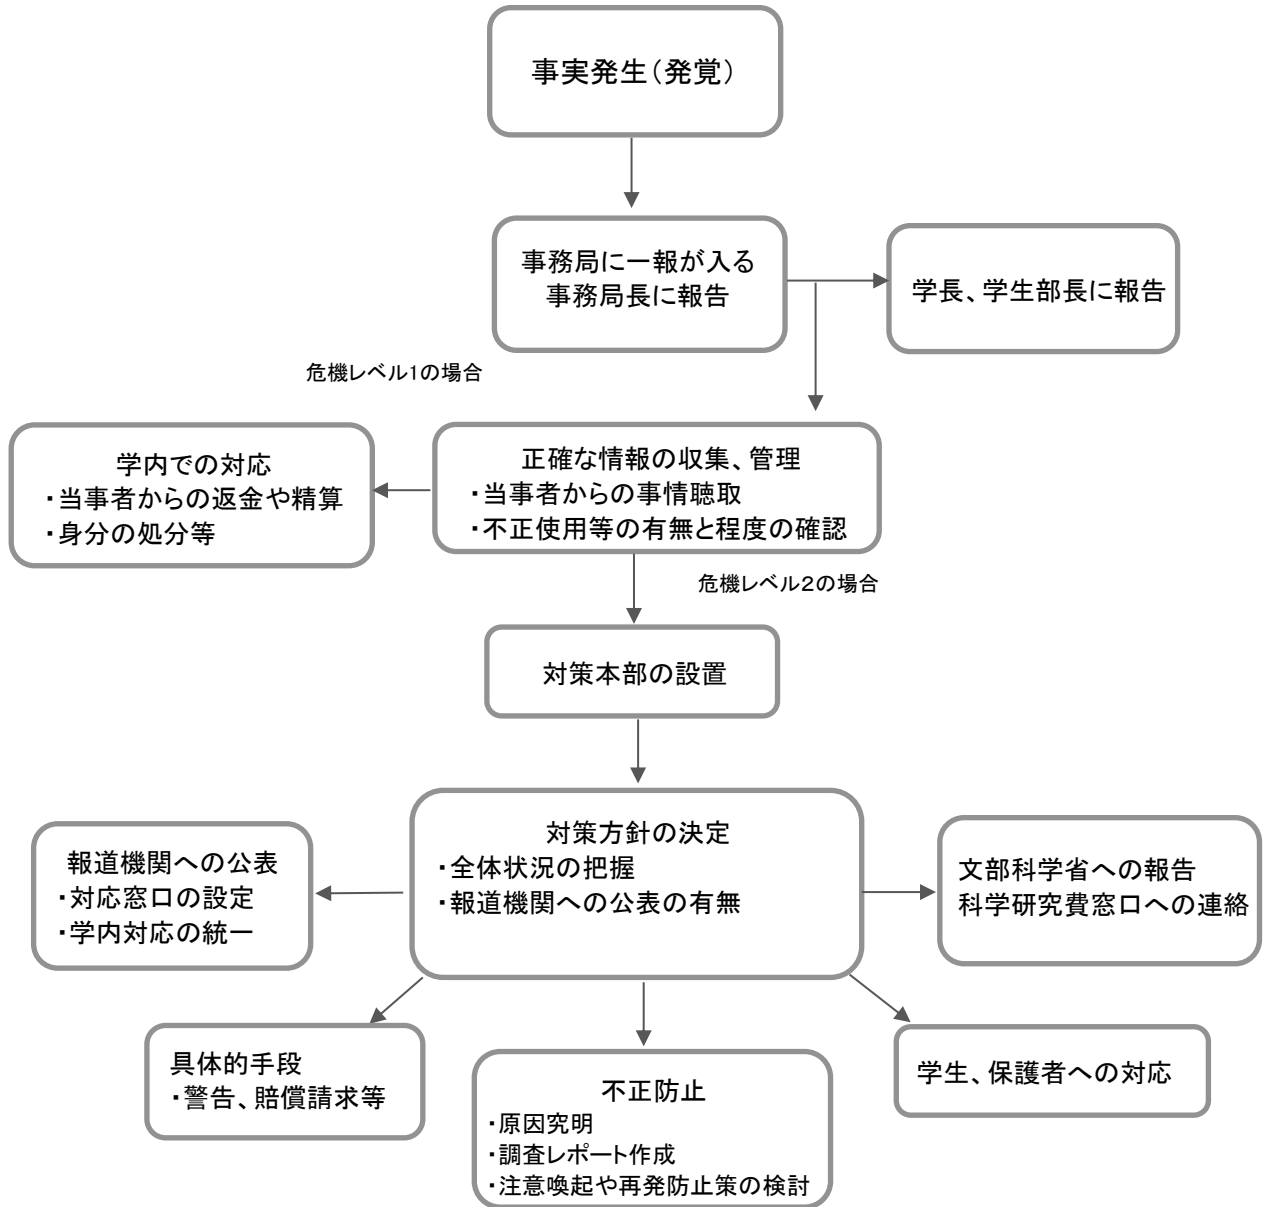 事実発生（発覚）
事務局に一報が入る
事務局長に報告
学長、学生部長に報告
危機レベル1の場合
学内での対応
・当事者からの返金や精算
・身分の処分等
正確な情報の収集、管理
・当事者からの事情聴取
・不正使用等の有無と程度の確認
危機レベル２の場合
対策本部の設置
対策方針の決定
・全体状況の把握
・報道機関への公表の有無
報道機関への公表
・対応窓口の設定
・学内対応の統一
文部科学省への報告
科学研究費窓口への連絡
具体的手段
・警告、賠償請求等
不正防止
・原因究明
・調査レポート作成
・注意喚起や再発防止策の検討
学生、保護者への対応